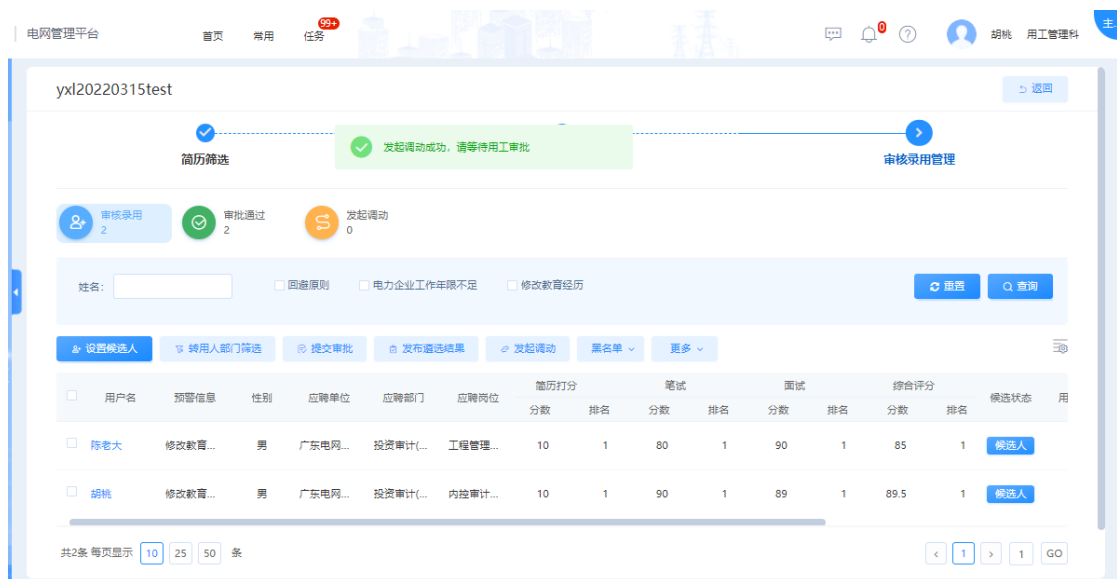 电网管理平台 首页 常用 任务 99+ 0 胡桃 用工管理科 主
yxl20220315test 返回
简历筛选 发起调动成功，请等待用工审批 审核录用管理
审核录用 审批通过 发起调动
2 2 0
姓名： 回避原则 电力企业工作年限不足 修改教育经历 重置 查询
设置候选人 转用人部门筛选 提交审批 发布遴选结果 发起调动 黑名单 更多
用户名 预警信息 性别 应聘单位 应聘部门 应聘岗位 简历打分 笔试 面试 综合评分 候选状态 用
分数 排名 分数 排名 分数 排名 分数 排名
陈老大 修改教育... 男 广东电网... 投资审计(... 工程管理... 10 1 80 1 90 1 85 1 候选人
胡桃 修改教育... 男 广东电网... 投资审计(... 内控审计... 10 1 90 1 89 1 89.5 1 候选人
共2条 每页显示 10 25 50 条 1 1 GO